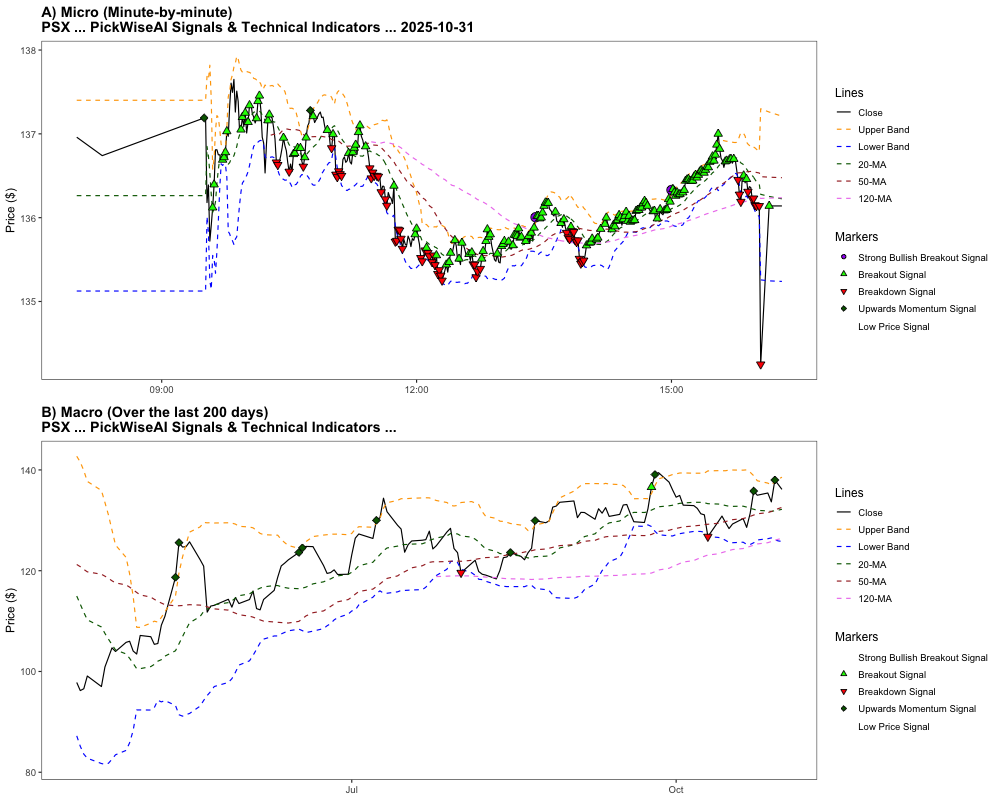 A) Micro (Minute-by-minute)
PSX ... PickWiseAI Signals & Technical Indicators ... 2025-10-31
138
137
136
135
Price ($)
09:00
12:00
15:00
Lines
Close
Upper Band
Lower Band
20-MA
50-MA
120-MA
Markers
Strong Bullish Breakout Signal
Breakout Signal
Breakdown Signal
Upwards Momentum Signal
Low Price Signal
B) Macro (Over the last 200 days)
PSX ... PickWiseAI Signals & Technical Indicators ...
140
120
100
80
Price ($)
Jul
Oct
Lines
Close
Upper Band
Lower Band
20-MA
50-MA
120-MA
Markers
Strong Bullish Breakout Signal
Breakout Signal
Breakdown Signal
Upwards Momentum Signal
Low Price Signal